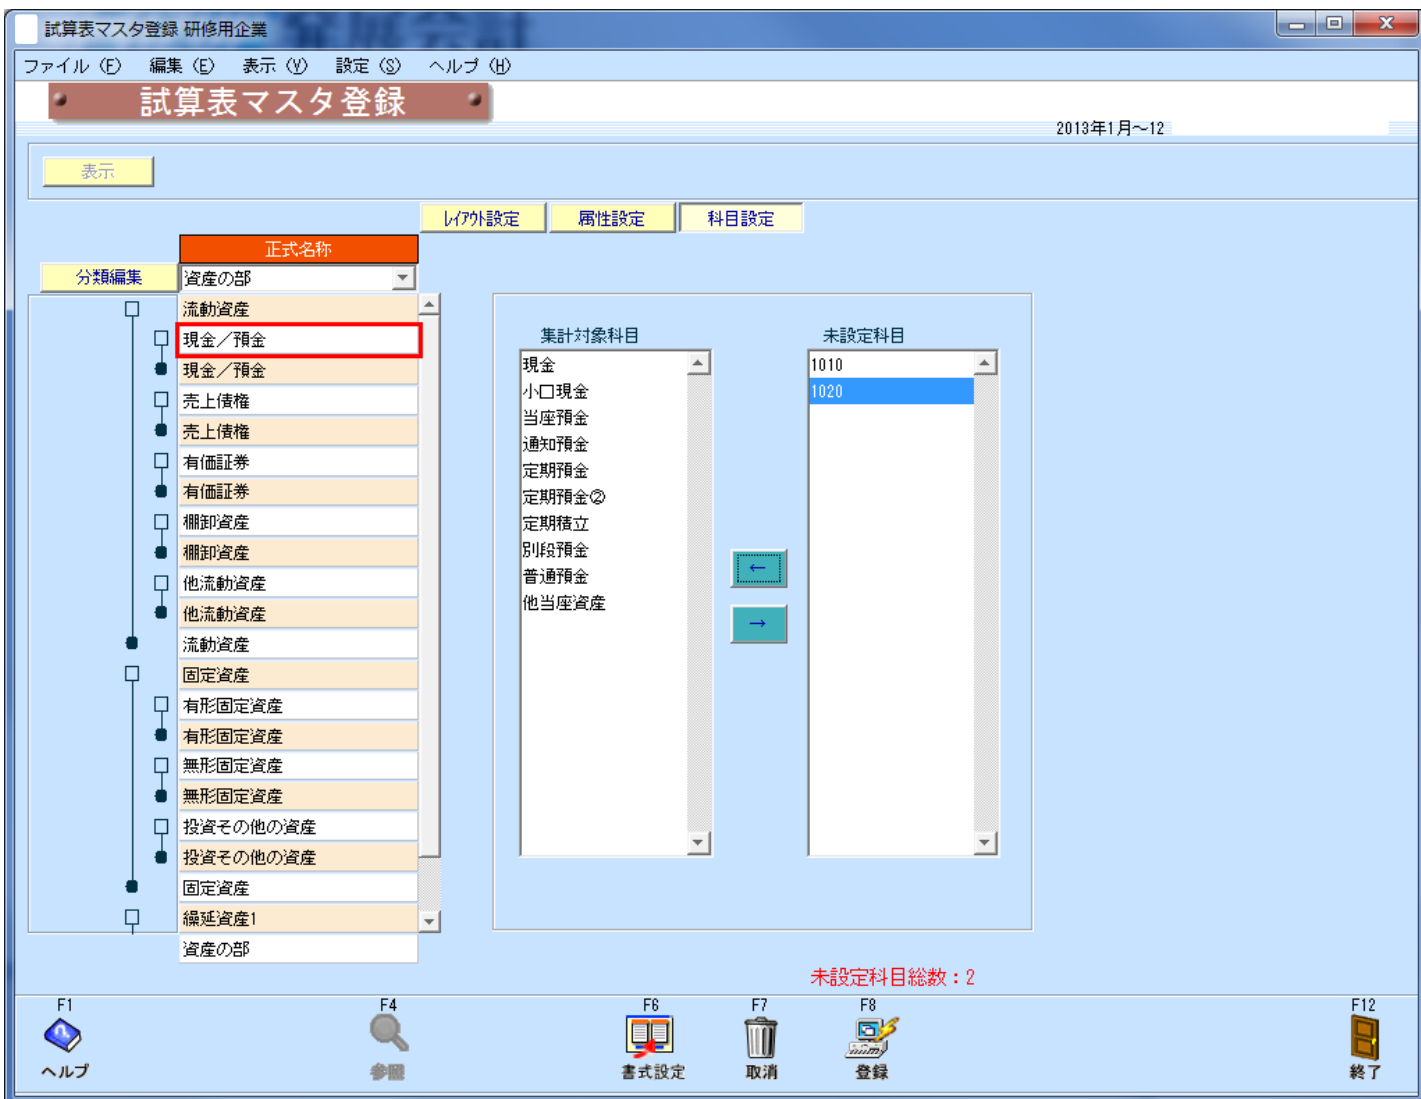 試算表マスタ登録 研修用企業
ファイル (F) 編集 (E) 表示 (V) 設定 (S) ヘルプ (H)
試算表マスタ登録
2013年1月～12
表示
レイアウト設定 属性設定 科目設定
正式名称
分類編集 資産の部
流動資産
現金／預金
現金／預金
売上債権
売上債権
有価証券
有価証券
棚卸資産
棚卸資産
他流動資産
他流動資産
流動資産
固定資産
有形固定資産
有形固定資産
無形固定資産
無形固定資産
投資その他の資産
投資その他の資産
固定資産
繰延資産1
資産の部
集計対象科目
現金
小口現金
当座預金
通知預金
定期預金
定期預金②
定期積立
別段預金
普通預金
他当座資産
←
→
未設定科目
1010
1020
未設定科目総数：2
F1 F4 F6 F7 F8 F12
ヘルプ 参照 書式設定 取消 登録 終了